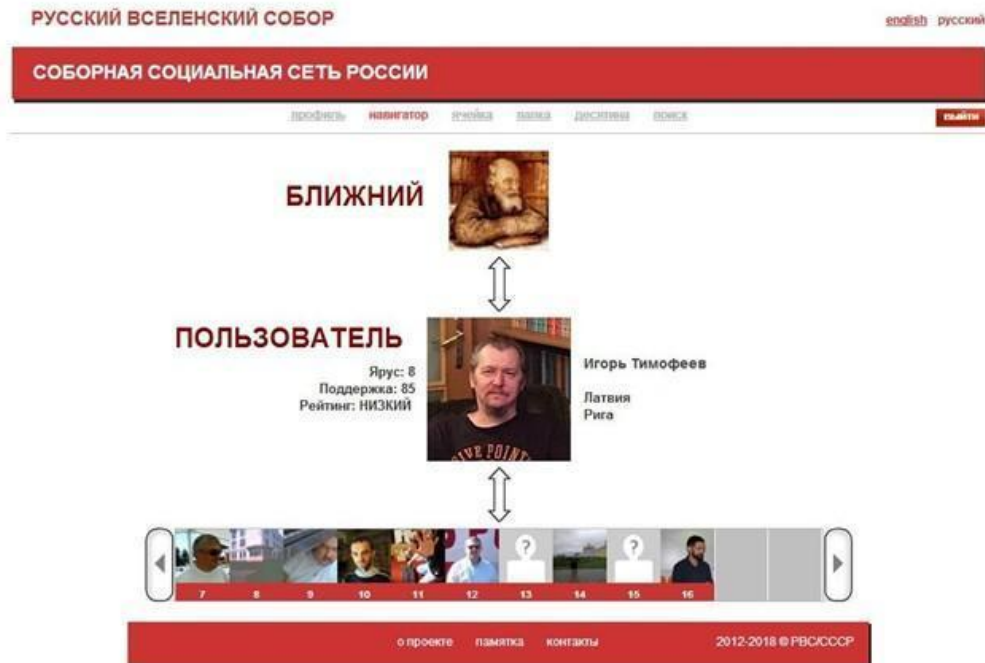 РУССКИЙ ВСЕЛЕНСКИЙ СОБОР
english русский
СОБОРНАЯ СОЦИАЛЬНАЯ СЕТЬ РОССИИ
профиль навигатор ячейка папка десятина поиск
выйти
БЛИЖНИЙ
ПОЛЬЗОВАТЕЛЬ
Ярус: 8
Поддержка: 85
Рейтинг: НИЗКИЙ
Игорь Тимофеев
Латвия
Рига
7 8 9 10 11 12 13 14 15 16
о проекте памятка контакты
2012-2018 © РВС/СССР